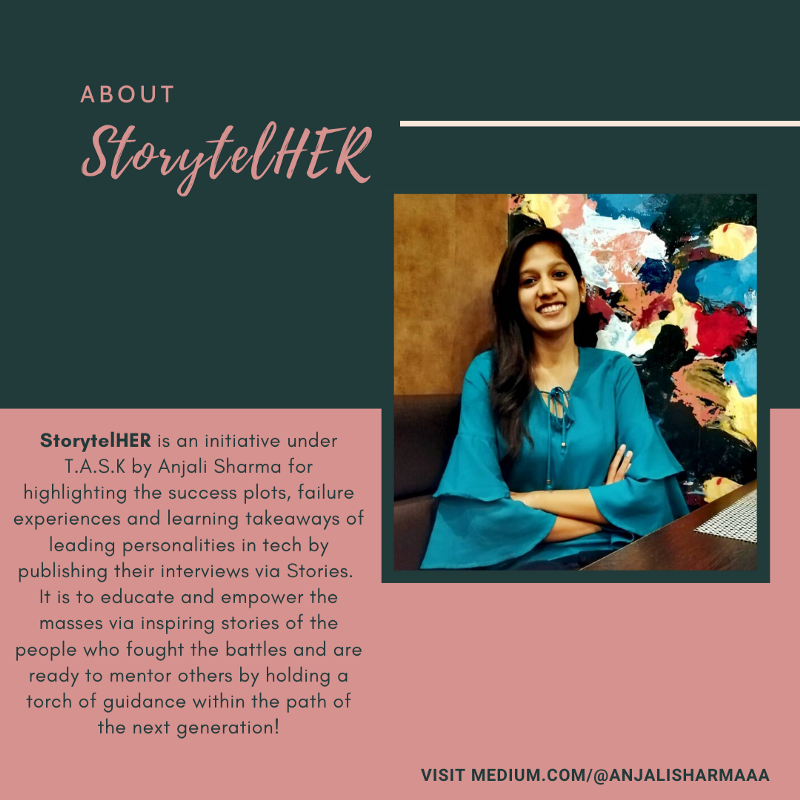 ABOUT
StorytelHER
StorytelHER is an initiative under
T.A.S.K by Anjali Sharma for
highlighting the success plots, failure
experiences and learning takeaways of
leading personalities in tech by
publishing their interviews via Stories.
It is to educate and empower the
masses via inspiring stories of the
people who fought the battles and are
ready to mentor others by holding a
torch of guidance within the path of
the next generation!
VISIT MEDIUM.COM/@ANJALISHARMAAA